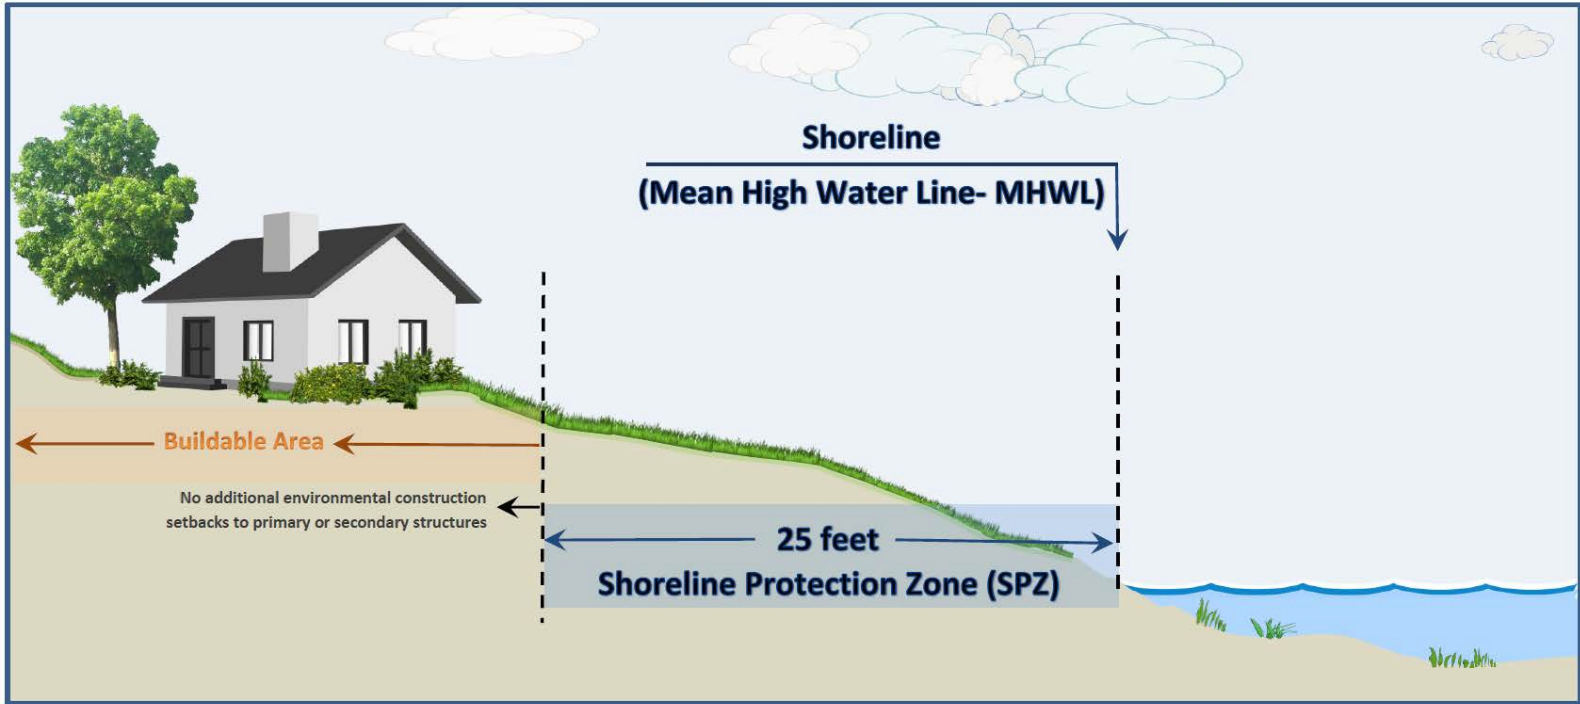 Shoreline
(Mean High Water Line- MHWL)
Buildable Area
No additional environmental construction
setbacks to primary or secondary structures
25 feet
Shoreline Protection Zone (SPZ)